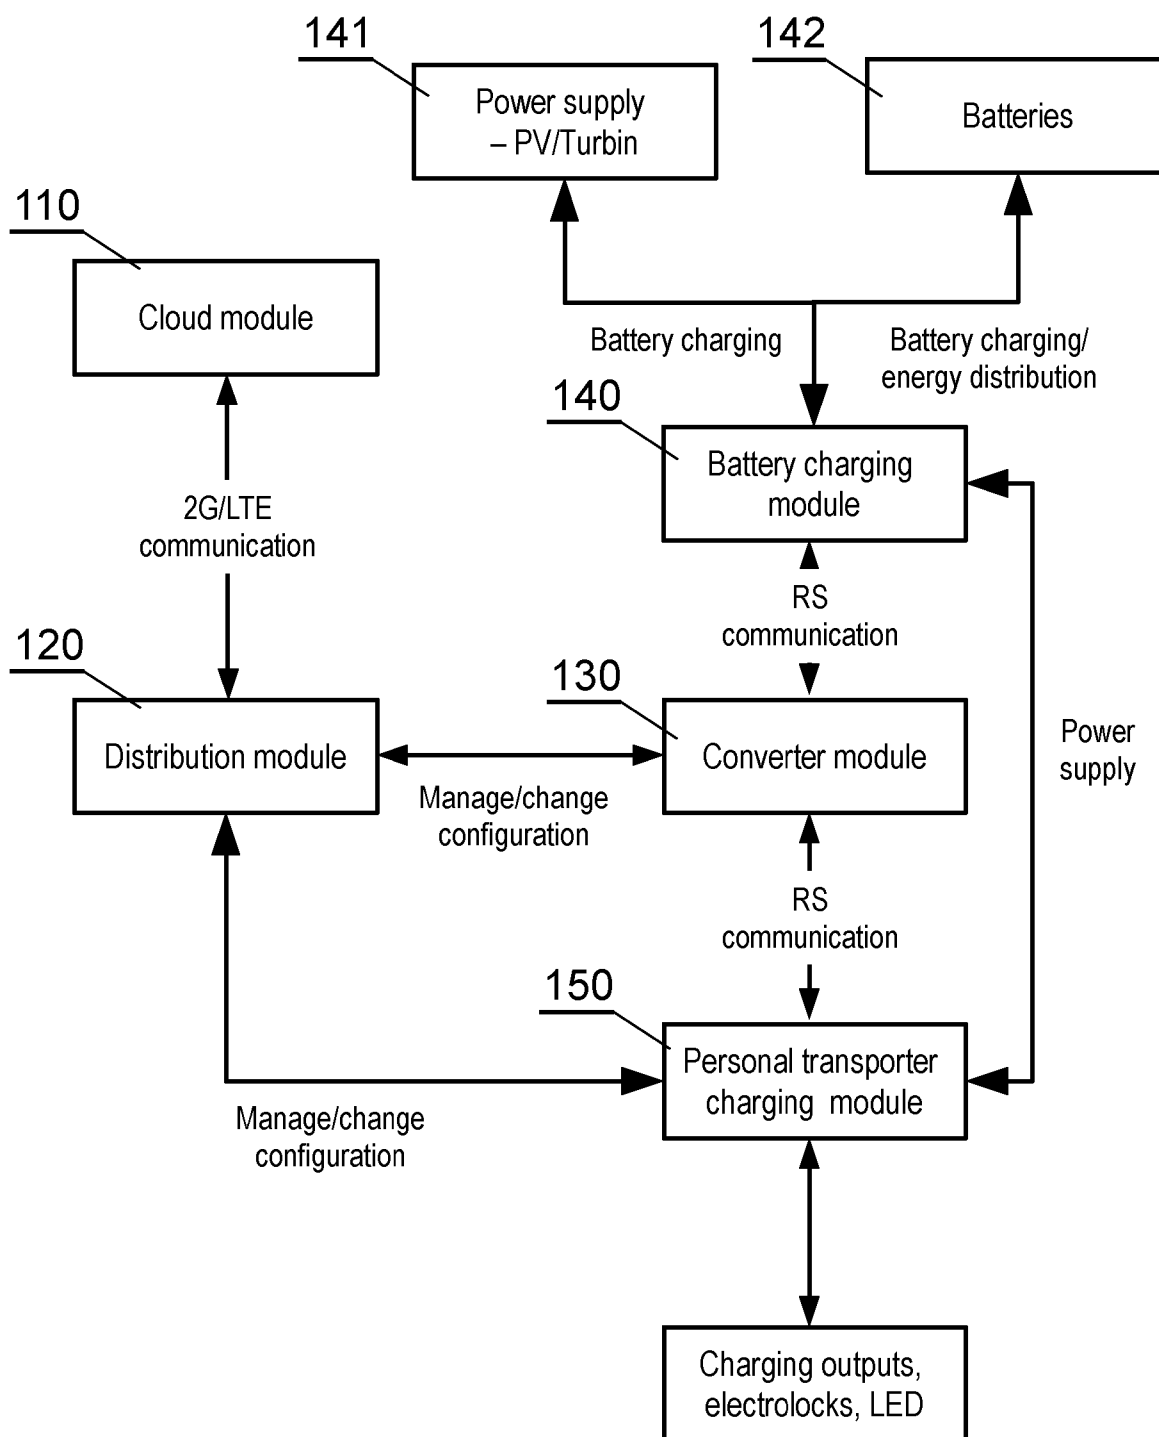 141
Power supply
– PV/Turbin
142
Batteries
110
Cloud module
Battery charging
Battery charging/
energy distribution
140
Battery charging
module
2G/LTE
communication
RS
communication
120
Distribution module
130
Converter module
Power
supply
Manage/change
configuration
RS
communication
150
Personal transporter
charging module
Manage/change
configuration
Charging outputs,
electrolocks, LED